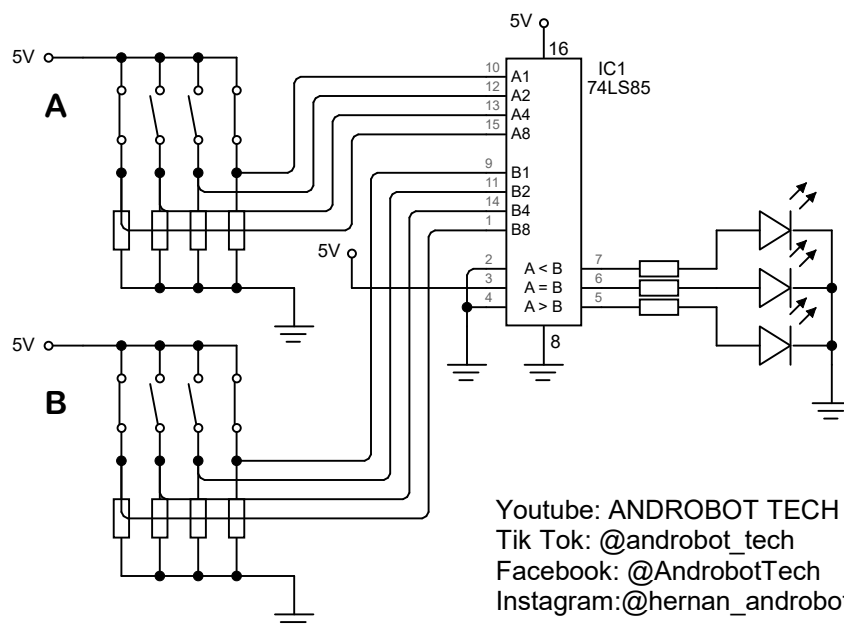 5V
16
IC1
74LS85
5V
A
10 A1
12 A2
13 A4
15 A8
9 B1
11 B2
14 B4
1 B8
5V
2 A < B 7
3 A = B 6
4 A > B 5
8
5V
B
Youtube: ANDROBOT TECH
Tik Tok: @androbot_tech
Facebook: @AndrobotTech
Instagram:@hernan_androbot